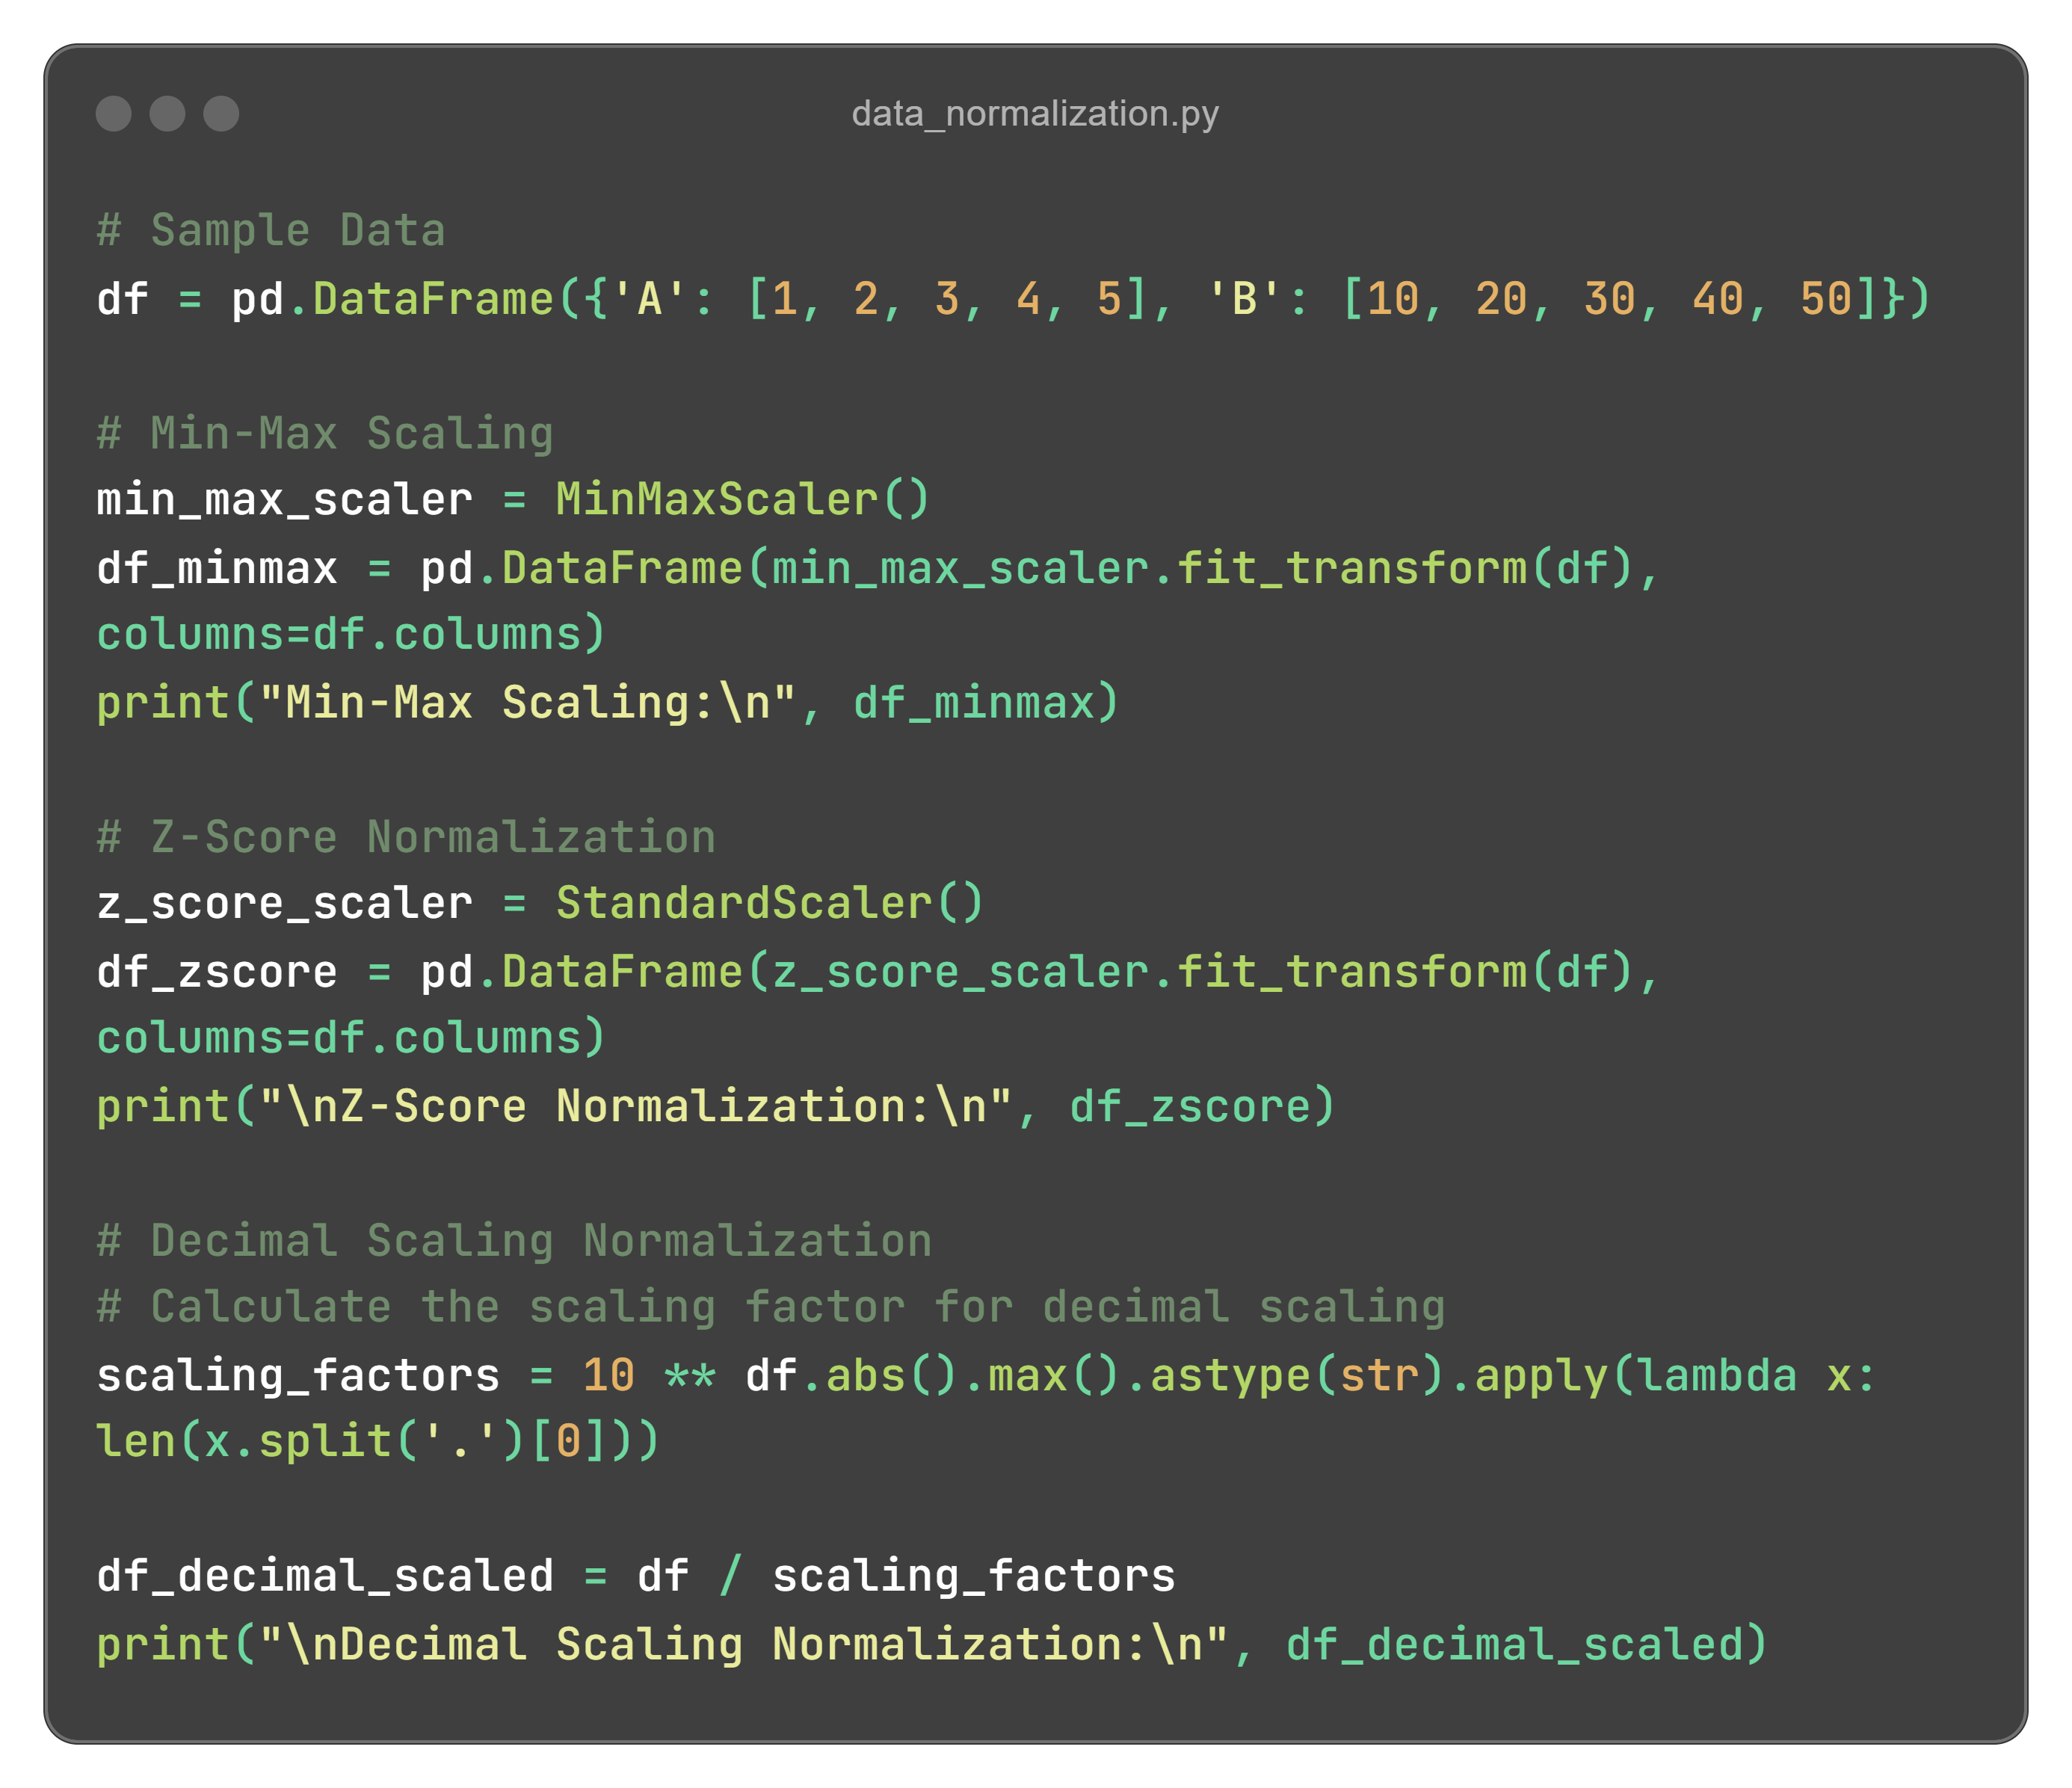 data_normalization.py
# Sample Data
df = pd.DataFrame({'A': [1, 2, 3, 4, 5], 'B': [10, 20, 30, 40, 50]})
# Min-Max Scaling
min_max_scaler = MinMaxScaler()
df_minmax = pd.DataFrame(min_max_scaler.fit_transform(df),
columns=df.columns)
print("Min-Max Scaling:\n", df_minmax)
# Z-Score Normalization
z_score_scaler = StandardScaler()
df_zscore = pd.DataFrame(z_score_scaler.fit_transform(df),
columns=df.columns)
print("\nZ-Score Normalization:\n", df_zscore)
# Decimal Scaling Normalization
# Calculate the scaling factor for decimal scaling
scaling_factors = 10 ** df.abs().max().astype(str).apply(lambda x:
len(x.split('.')[0]))
df_decimal_scaled = df / scaling_factors
print("\nDecimal Scaling Normalization:\n", df_decimal_scaled)